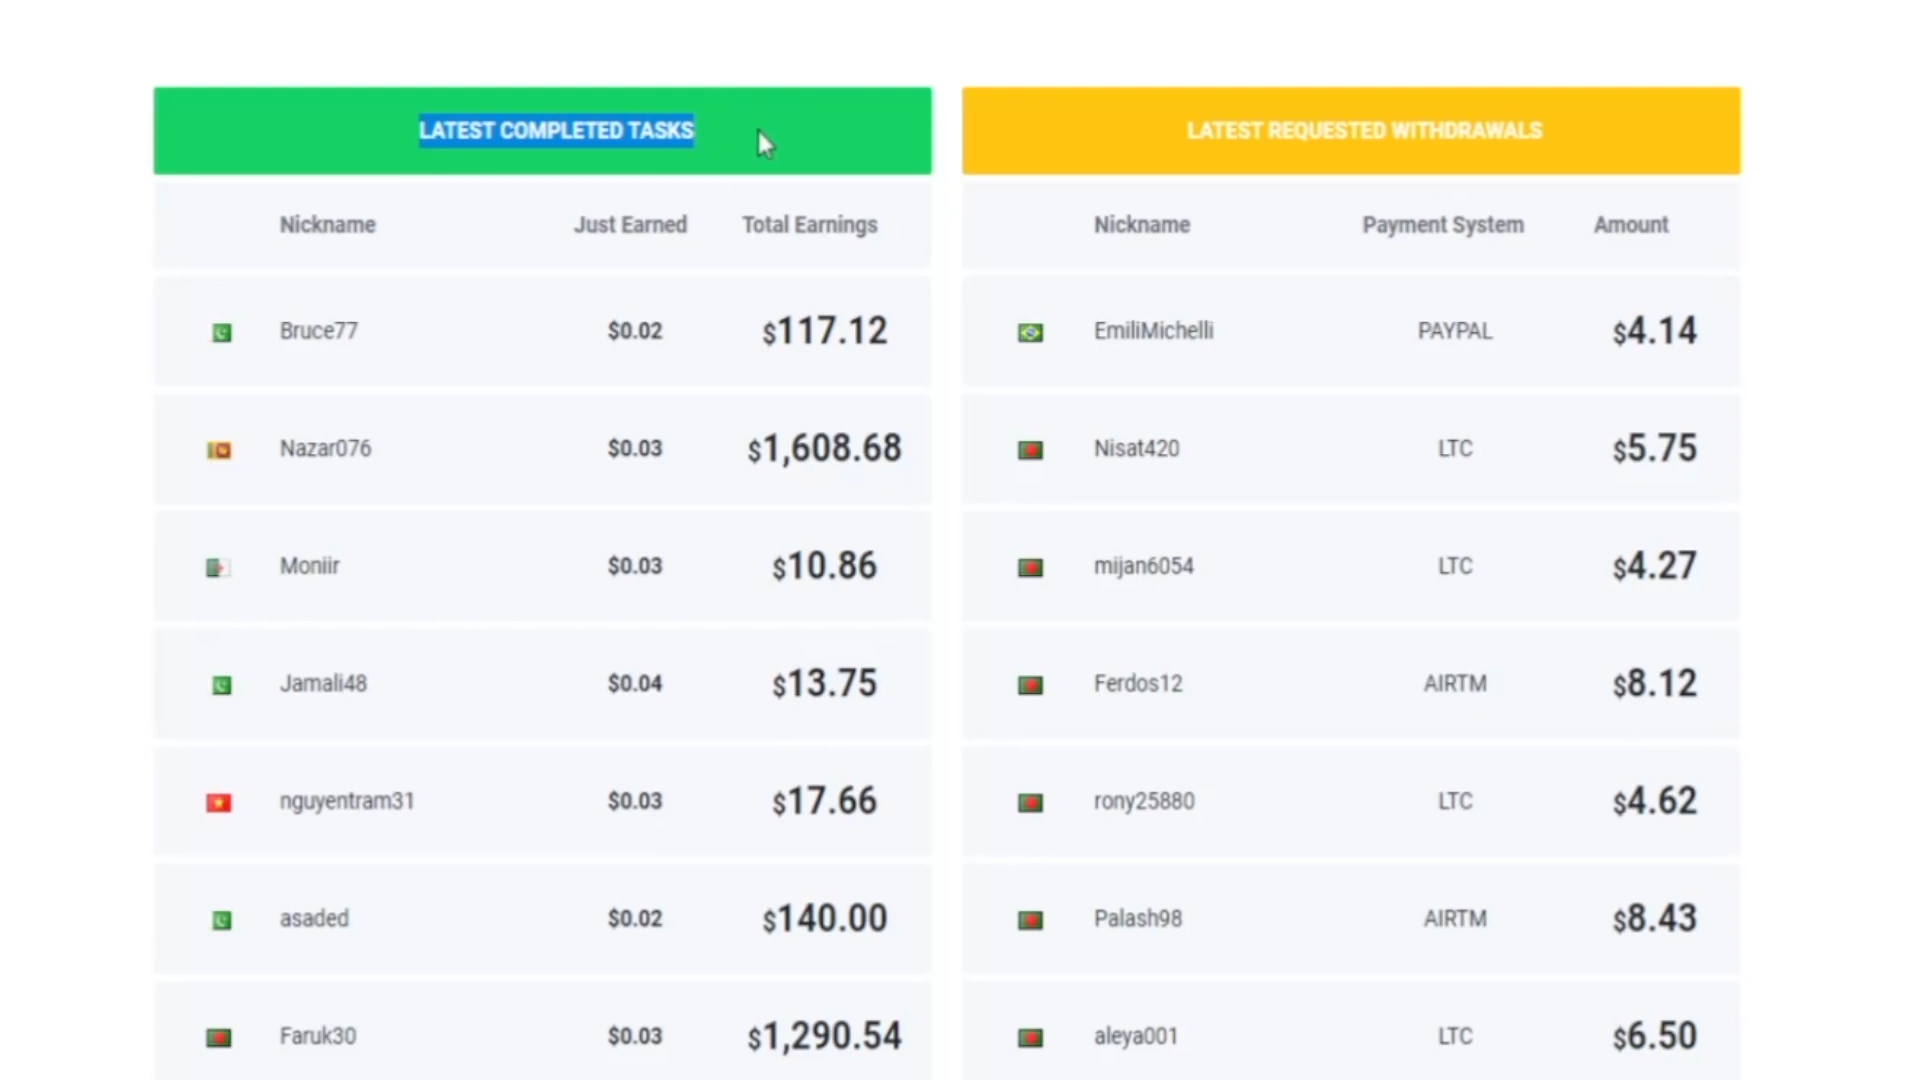 LATEST COMPLETED TASKS
Nickname Just Earned Total Earnings
Bruce77 $0.02 $117.12
Nazar076 $0.03 $1,608.68
Moniir $0.03 $10.86
Jamali48 $0.04 $13.75
nguyentram31 $0.03 $17.66
asaded $0.02 $140.00
Faruk30 $0.03 $1,290.54
LATEST REQUESTED WITHDRAWALS
Nickname Payment System Amount
EmiliMichelli PAYPAL $4.14
Nisat420 LTC $5.75
mijan6054 LTC $4.27
Ferdos12 AIRTM $8.12
rony25880 LTC $4.62
Palash98 AIRTM $8.43
aleya001 LTC $6.50